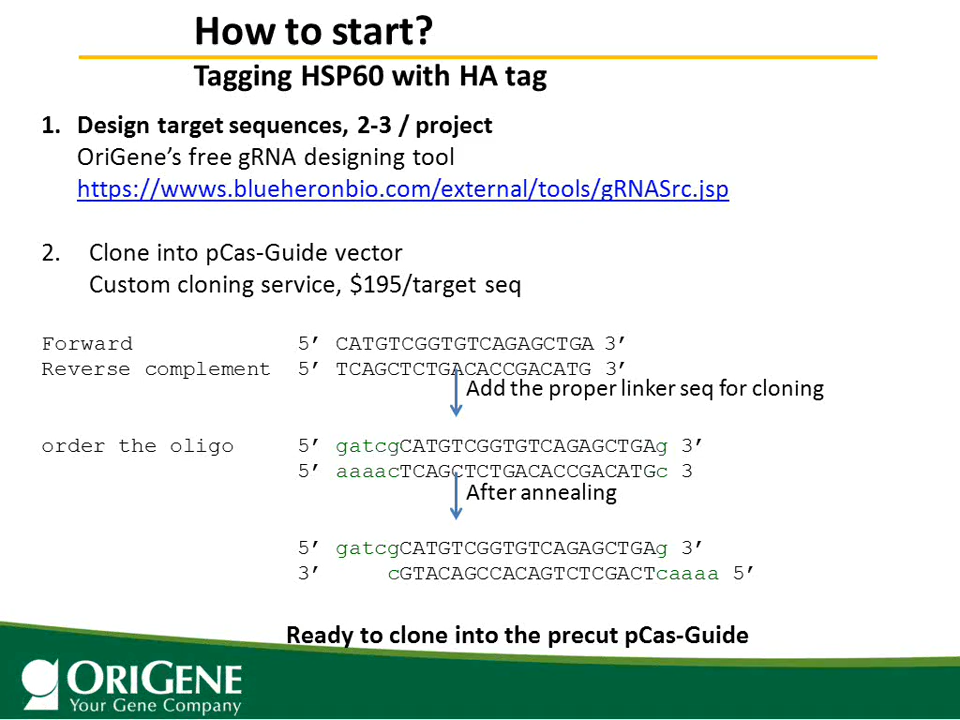 How to start?
Tagging HSP60 with HA tag
1. Design target sequences, 2-3 / project
OriGene's free gRNA designing tool
https://wwws.blueheronbio.com/external/tools/gRNASrc.jsp
2. Clone into pCas-Guide vector
Custom cloning service, $195/target seq
Forward 5′ CATGTCGGTGTCAGAGCTGA 3′
Reverse complement 5′ TCAGCTCTGACACCGACATG 3′
Add the proper linker seq for cloning
order the oligo 5′ gatcgCATGTCGGTGTCAGAGCTGAg 3′
5′ aaaacTCAGCTCTGACACCGACATGc 3
After annealing
5′ gatcgCATGTCGGTGTCAGAGCTGAg 3′
3′ cGTACAGCCACAGTCTCGACTcaaaa 5′
Ready to clone into the precut pCas-Guide
ORIGENE
Your Gene Company